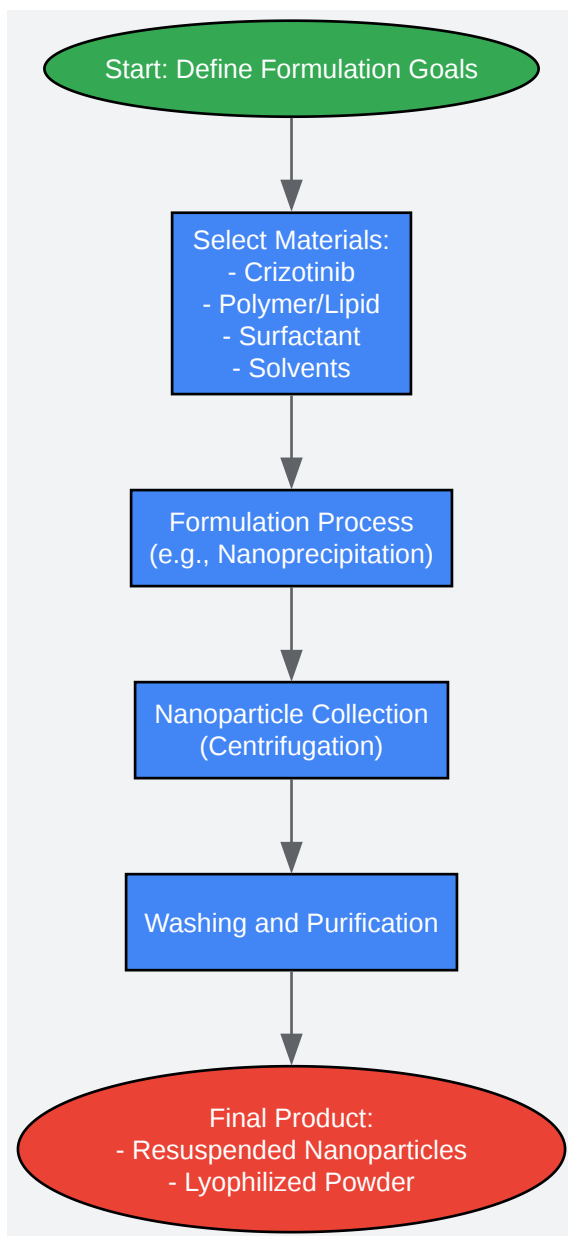 Start: Define Formulation Goals
Select Materials:
- Crizotinib
- Polymer/Lipid
- Surfactant
- Solvents
Formulation Process
(e.g., Nanoprecipitation)
Nanoparticle Collection
(Centrifugation)
Washing and Purification
Final Product:
- Resuspended Nanoparticles
- Lyophilized Powder